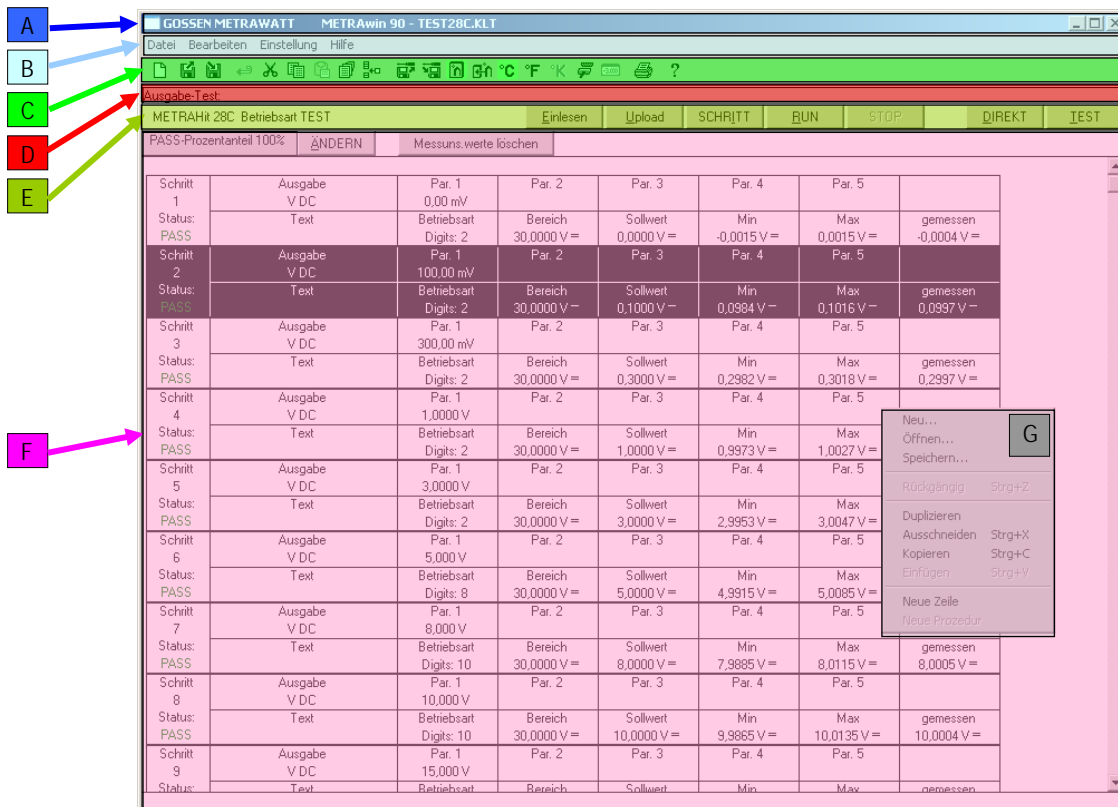 A
GOSSEN METRAWATT METRAwin 90 - TEST28C.KLT
B
Datei Bearbeiten Einstellung Hilfe
C
°C °F °K ?
D
Ausgabe-Test:
E
METRAHit 28C Betriebsart TEST Einlesen Upload SCHRITT RUN STOP DIREKT TEST
PASS-Prozentanteil 100% ÄNDERN Messuns.werte löschen
Schritt Ausgabe Par. 1 Par. 2 Par. 3 Par. 4 Par. 5
1 V DC 0,00 mV
Status: Text Betriebsart Bereich Sollwert Min Max gemessen
PASS Digits: 2 30,0000 V = 0,0000 V = -0,0015 V = 0,0015 V = -0,0004 V =
Schritt Ausgabe Par. 1 Par. 2 Par. 3 Par. 4 Par. 5
2 V DC 100,00 mV
Status: Text Betriebsart Bereich Sollwert Min Max gemessen
PASS Digits: 2 30,0000 V = 0,1000 V = 0,0984 V = 0,1016 V = 0,0997 V =
Schritt Ausgabe Par. 1 Par. 2 Par. 3 Par. 4 Par. 5
3 V DC 300,00 mV
Status: Text Betriebsart Bereich Sollwert Min Max gemessen
PASS Digits: 2 30,0000 V = 0,3000 V = 0,2982 V = 0,3018 V = 0,2997 V =
Schritt Ausgabe Par. 1 Par. 2 Par. 3 Par. 4 Par. 5
4 V DC 1,0000 V
Status: Text Betriebsart Bereich Sollwert Min Max
PASS Digits: 2 30,0000 V = 1,0000 V = 0,9973 V = 1,0027 V =
F
Schritt Ausgabe Par. 1 Par. 2 Par. 3 Par. 4 Par. 5
5 V DC 3,0000 V
Status: Text Betriebsart Bereich Sollwert Min Max
PASS Digits: 2 30,0000 V = 3,0000 V = 2,9953 V = 3,0047 V =
Schritt Ausgabe Par. 1 Par. 2 Par. 3 Par. 4 Par. 5
6 V DC 5,000 V
Status: Text Betriebsart Bereich Sollwert Min Max
PASS Digits: 8 30,0000 V = 5,0000 V = 4,9915 V = 5,0085 V =
G
Neu...
Öffnen...
Speichern...
Rückgängig Strg+Z
Duplizieren
Ausschneiden Strg+X
Kopieren Strg+C
Einfügen Strg+V
Neue Zeile
Neue Prozedur
Schritt Ausgabe Par. 1 Par. 2 Par. 3 Par. 4 Par. 5
7 V DC 8,000 V
Status: Text Betriebsart Bereich Sollwert Min Max gemessen
PASS Digits: 10 30,0000 V = 8,0000 V = 7,9885 V = 8,0115 V = 8,0005 V =
Schritt Ausgabe Par. 1 Par. 2 Par. 3 Par. 4 Par. 5
8 V DC 10,000 V
Status: Text Betriebsart Bereich Sollwert Min Max gemessen
PASS Digits: 10 30,0000 V = 10,0000 V = 9,9865 V = 10,0135 V = 10,0004 V =
Schritt Ausgabe Par. 1 Par. 2 Par. 3 Par. 4 Par. 5
9 V DC 15,000 V
Status: Text Betriebsart Bereich Sollwert Min Max gemessen